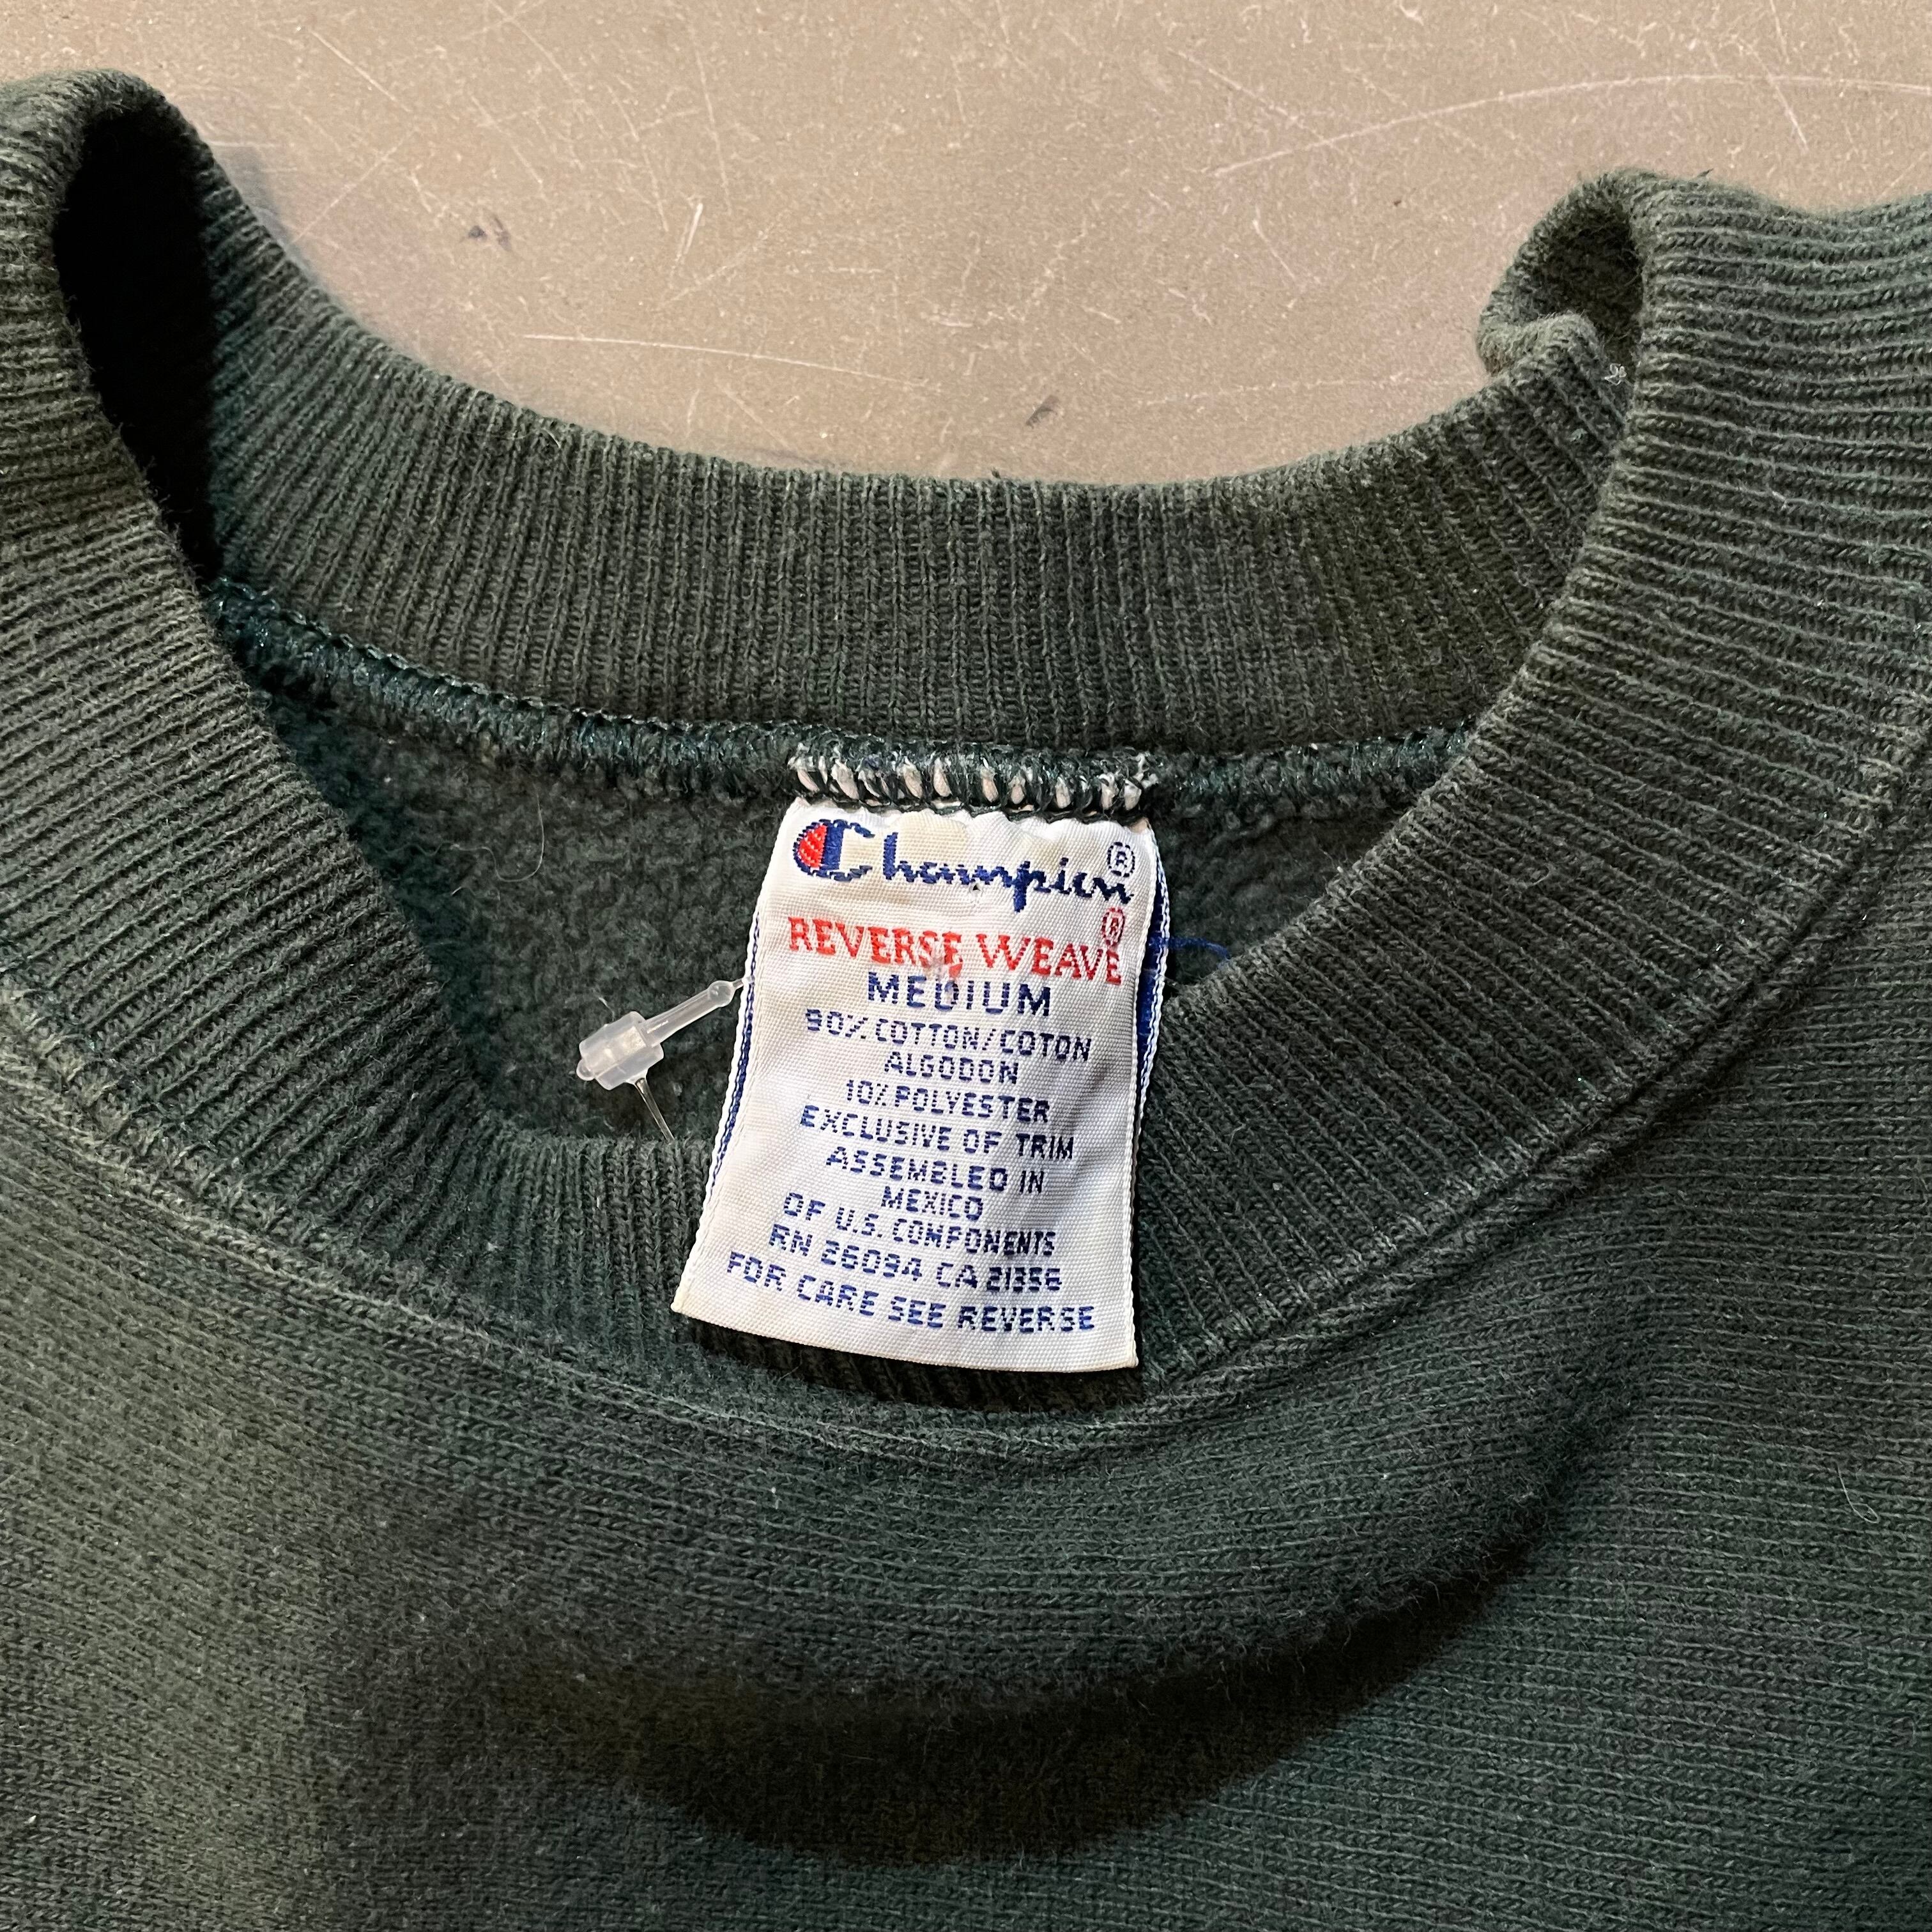 Champion®
REVERSE WEAVE®
MEDIUM
90% COTTON/COTON
ALGODON
10% POLYESTER
EXCLUSIVE OF TRIM
ASSEMBLED IN
MEXICO
OF U.S. COMPONENTS
RN 26094 CA 21356
FOR CARE SEE REVERSE